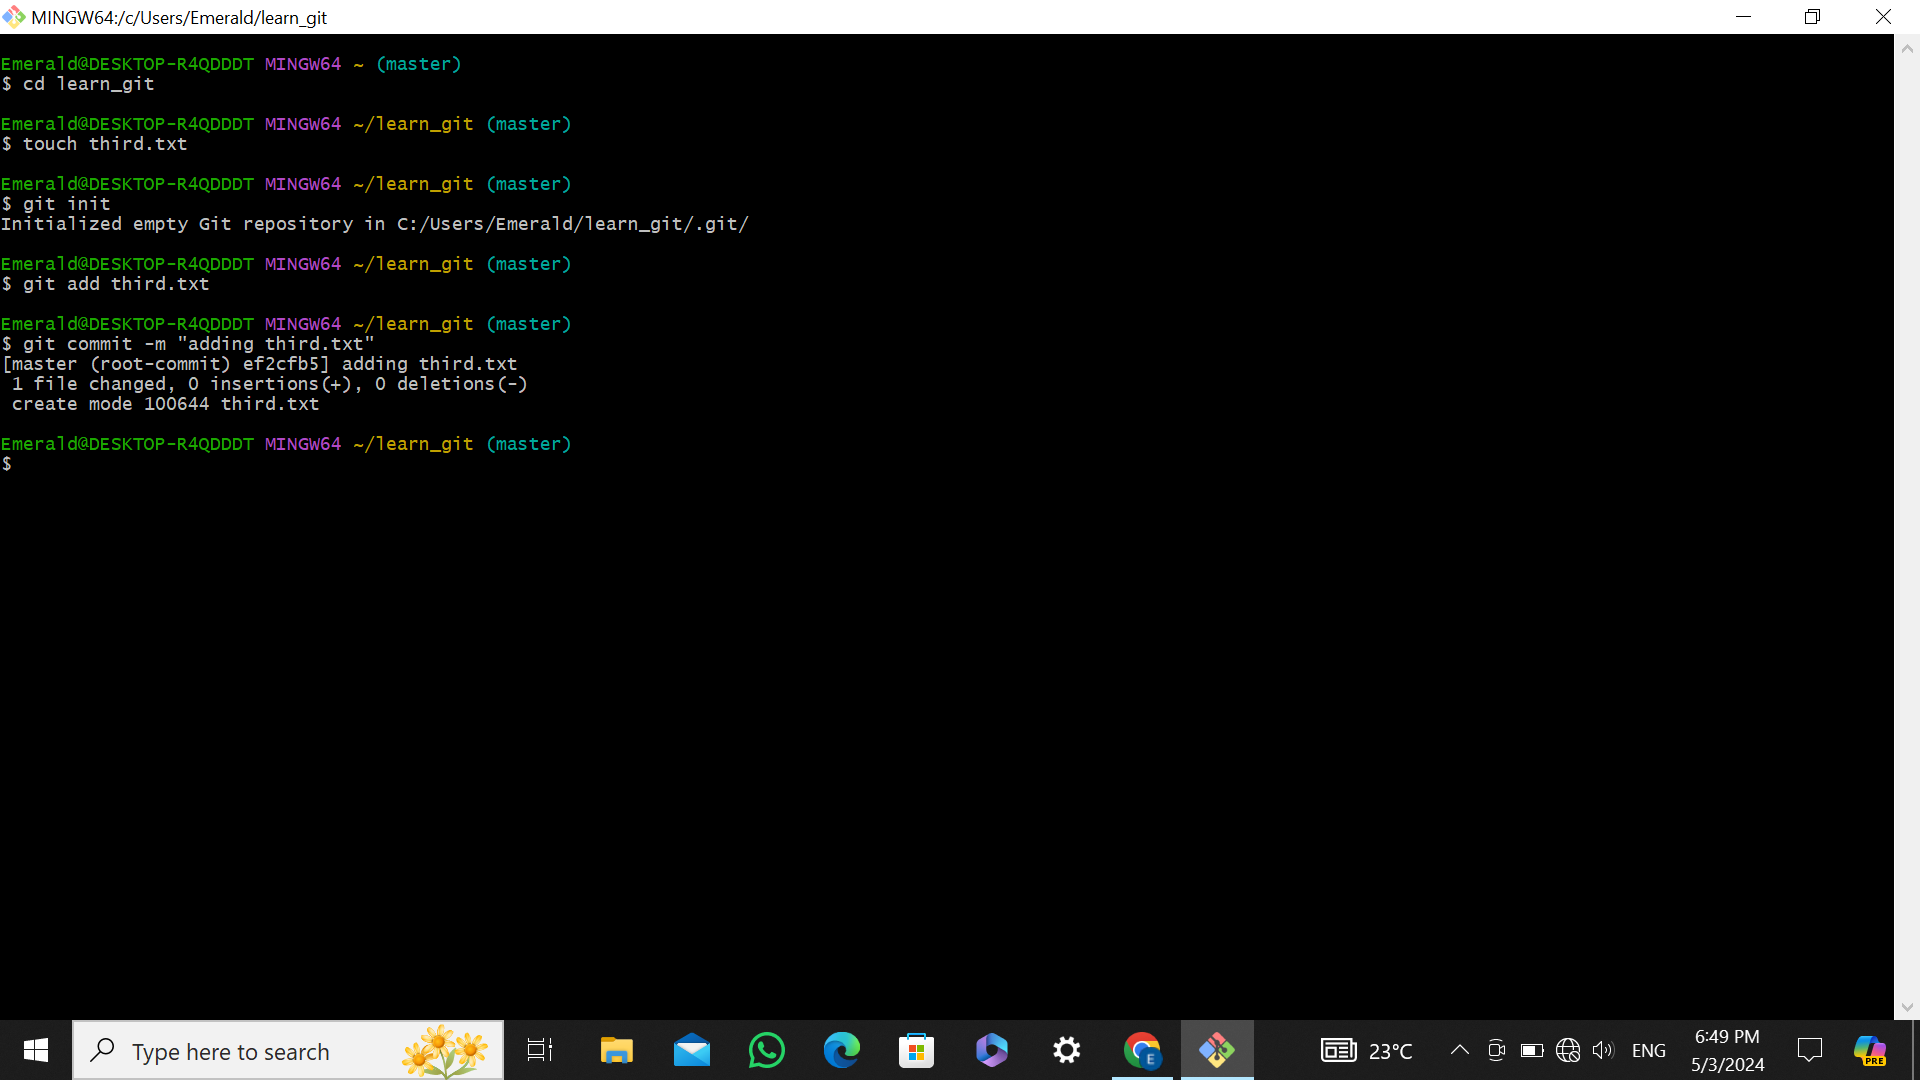 MINGW64:/c/Users/Emerald/learn_git
Emerald@DESKTOP-R4QDDDT MINGW64 ~ (master)
$ cd learn_git
Emerald@DESKTOP-R4QDDDT MINGW64 ~/learn_git (master)
$ touch third.txt
Emerald@DESKTOP-R4QDDDT MINGW64 ~/learn_git (master)
$ git init
Initialized empty Git repository in C:/Users/Emerald/learn_git/.git/
Emerald@DESKTOP-R4QDDDT MINGW64 ~/learn_git (master)
$ git add third.txt
Emerald@DESKTOP-R4QDDDT MINGW64 ~/learn_git (master)
$ git commit -m "adding third.txt"
[master (root-commit) ef2cfb5] adding third.txt
 1 file changed, 0 insertions(+), 0 deletions(-)
 create mode 100644 third.txt
Emerald@DESKTOP-R4QDDDT MINGW64 ~/learn_git (master)
$
Type here to search
E
23°C
ENG
6:49 PM
5/3/2024
PRE